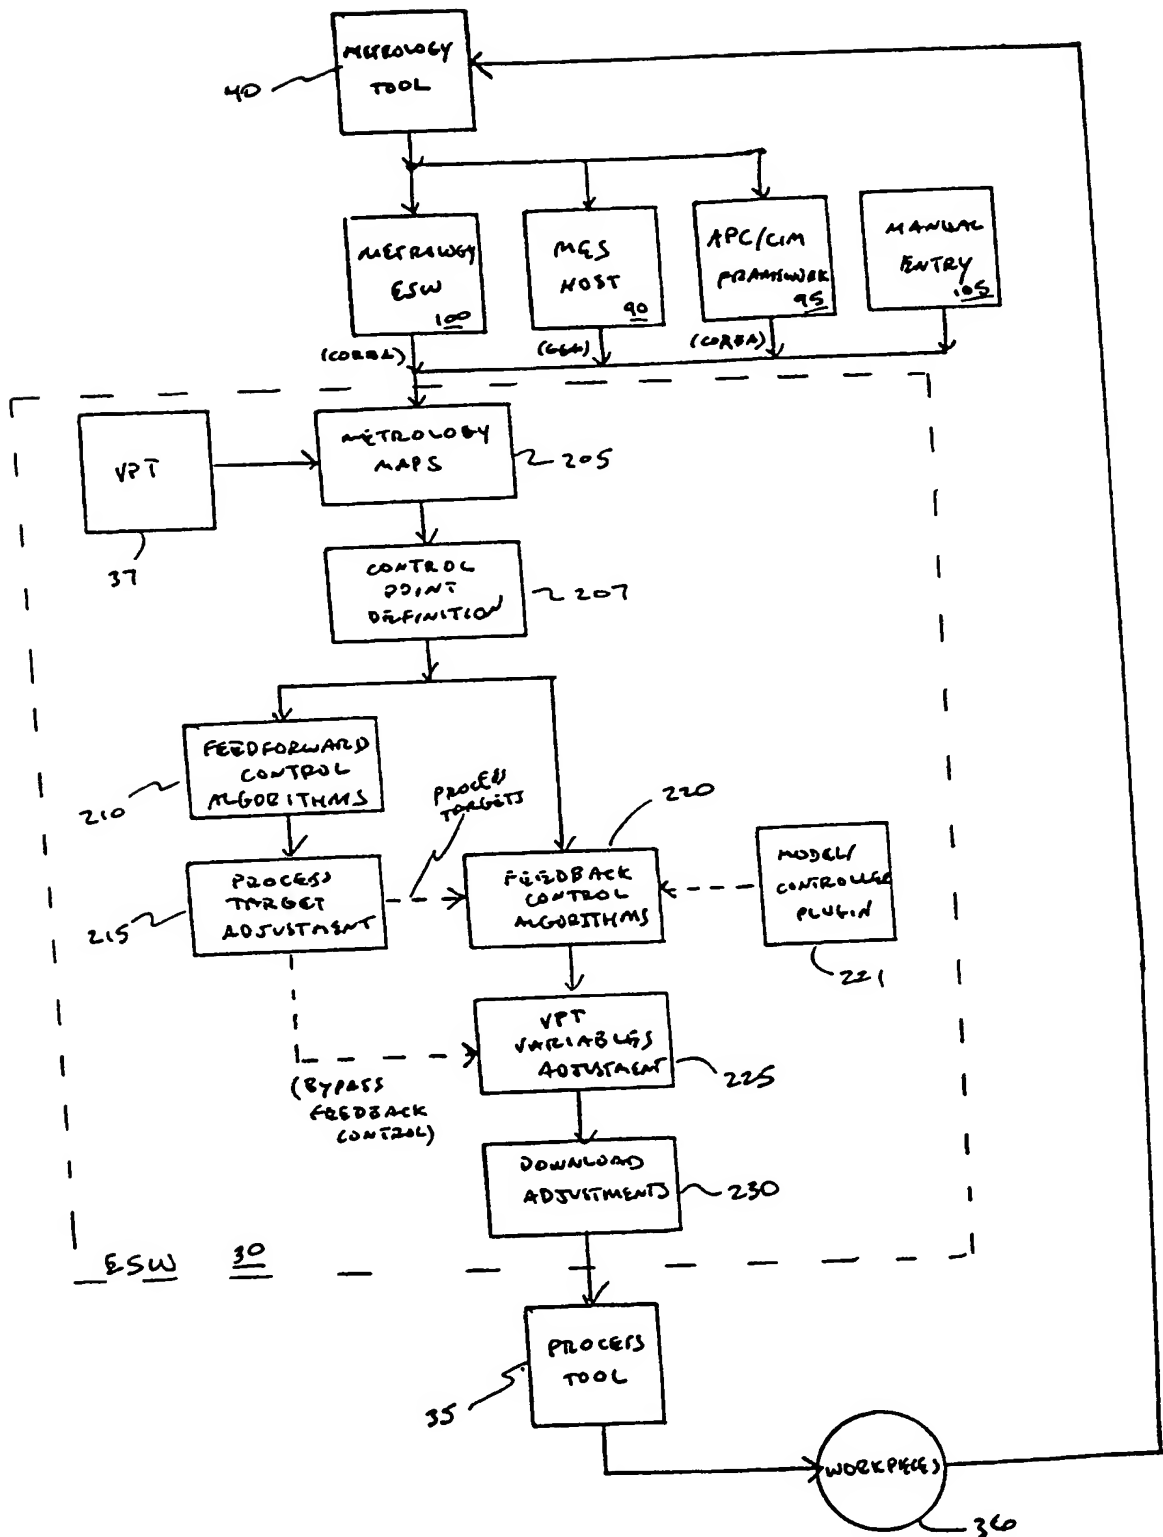 METROLOGY
TOOL
40
METROLOGY
ESW
100
MES
HOST
90
APC/CIM
FRAMEWORK
95
MANUAL
ENTRY
105
(CORBA)
(GEM)
(CORBA)
VPT
37
METROLOGY
MAPS
205
CONTROL
POINT
DEFINITION
207
FEEDFORWARD
CONTROL
ALGORITHMS
210
PROCESS
TARGETS
220
PROCESS
TARGET
ADJUSTMENT
215
FEEDBACK
CONTROL
ALGORITHMS
MODEL/
CONTROLLER
PLUGIN
221
VPT
VARIABLES
ADJUSTMENT
225
(BYPASS
FEEDBACK
CONTROL)
DOWNLOAD
ADJUSTMENTS
230
ESW 30
PROCESS
TOOL
35
WORKPIECES
36